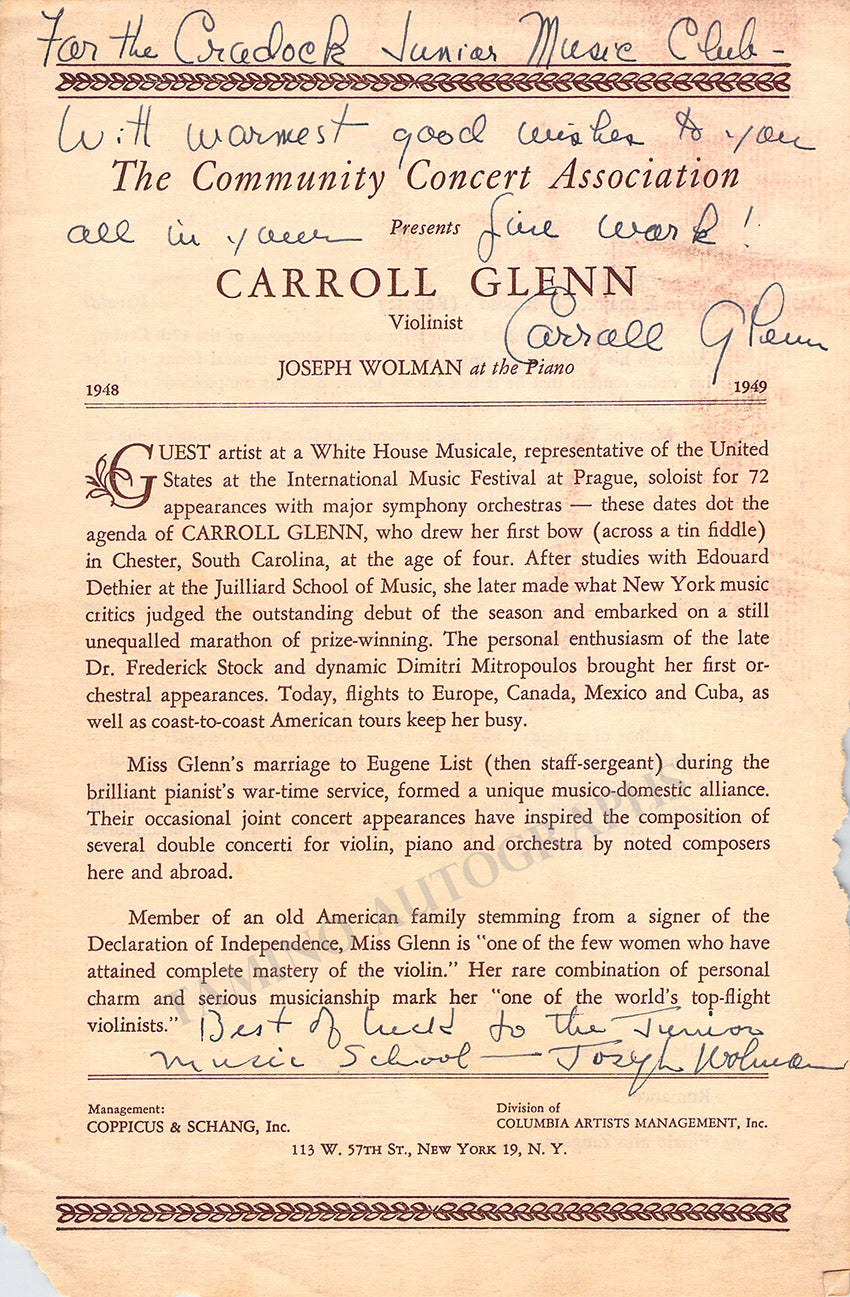 For the Cradock Junior Music Club -
With warmest good wishes to you
The Community Concert Association
all in your fine work!
Presents
CARROLL GLENN
Violinist
Carroll Glenn
JOSEPH WOLMAN at the Piano
1948 1949
GUEST artist at a White House Musicale, representative of the United
States at the International Music Festival at Prague, soloist for 72
appearances with major symphony orchestras — these dates dot the
agenda of CARROLL GLENN, who drew her first bow (across a tin fiddle)
in Chester, South Carolina, at the age of four. After studies with Edouard
Dethier at the Juilliard School of Music, she later made what New York music
critics judged the outstanding debut of the season and embarked on a still
unequalled marathon of prize-winning. The personal enthusiasm of the late
Dr. Frederick Stock and dynamic Dimitri Mitropoulos brought her first or-
chestral appearances. Today, flights to Europe, Canada, Mexico and Cuba, as
well as coast-to-coast American tours keep her busy.
Miss Glenn's marriage to Eugene List (then staff-sergeant) during the
brilliant pianist's war-time service, formed a unique musico-domestic alliance.
Their occasional joint concert appearances have inspired the composition of
several double concerti for violin, piano and orchestra by noted composers
here and abroad.
Member of an old American family stemming from a signer of the
Declaration of Independence, Miss Glenn is "one of the few women who have
attained complete mastery of the violin." Her rare combination of personal
charm and serious musicianship mark her "one of the world's top-flight
violinists."
Best of luck to the Junior
Music School — Joseph Wolman
Management:
COPPICUS & SCHANG, Inc.
Division of
COLUMBIA ARTISTS MANAGEMENT, Inc.
113 W. 57TH ST., NEW YORK 19, N. Y.
TAMINO AUTOGRAPHS